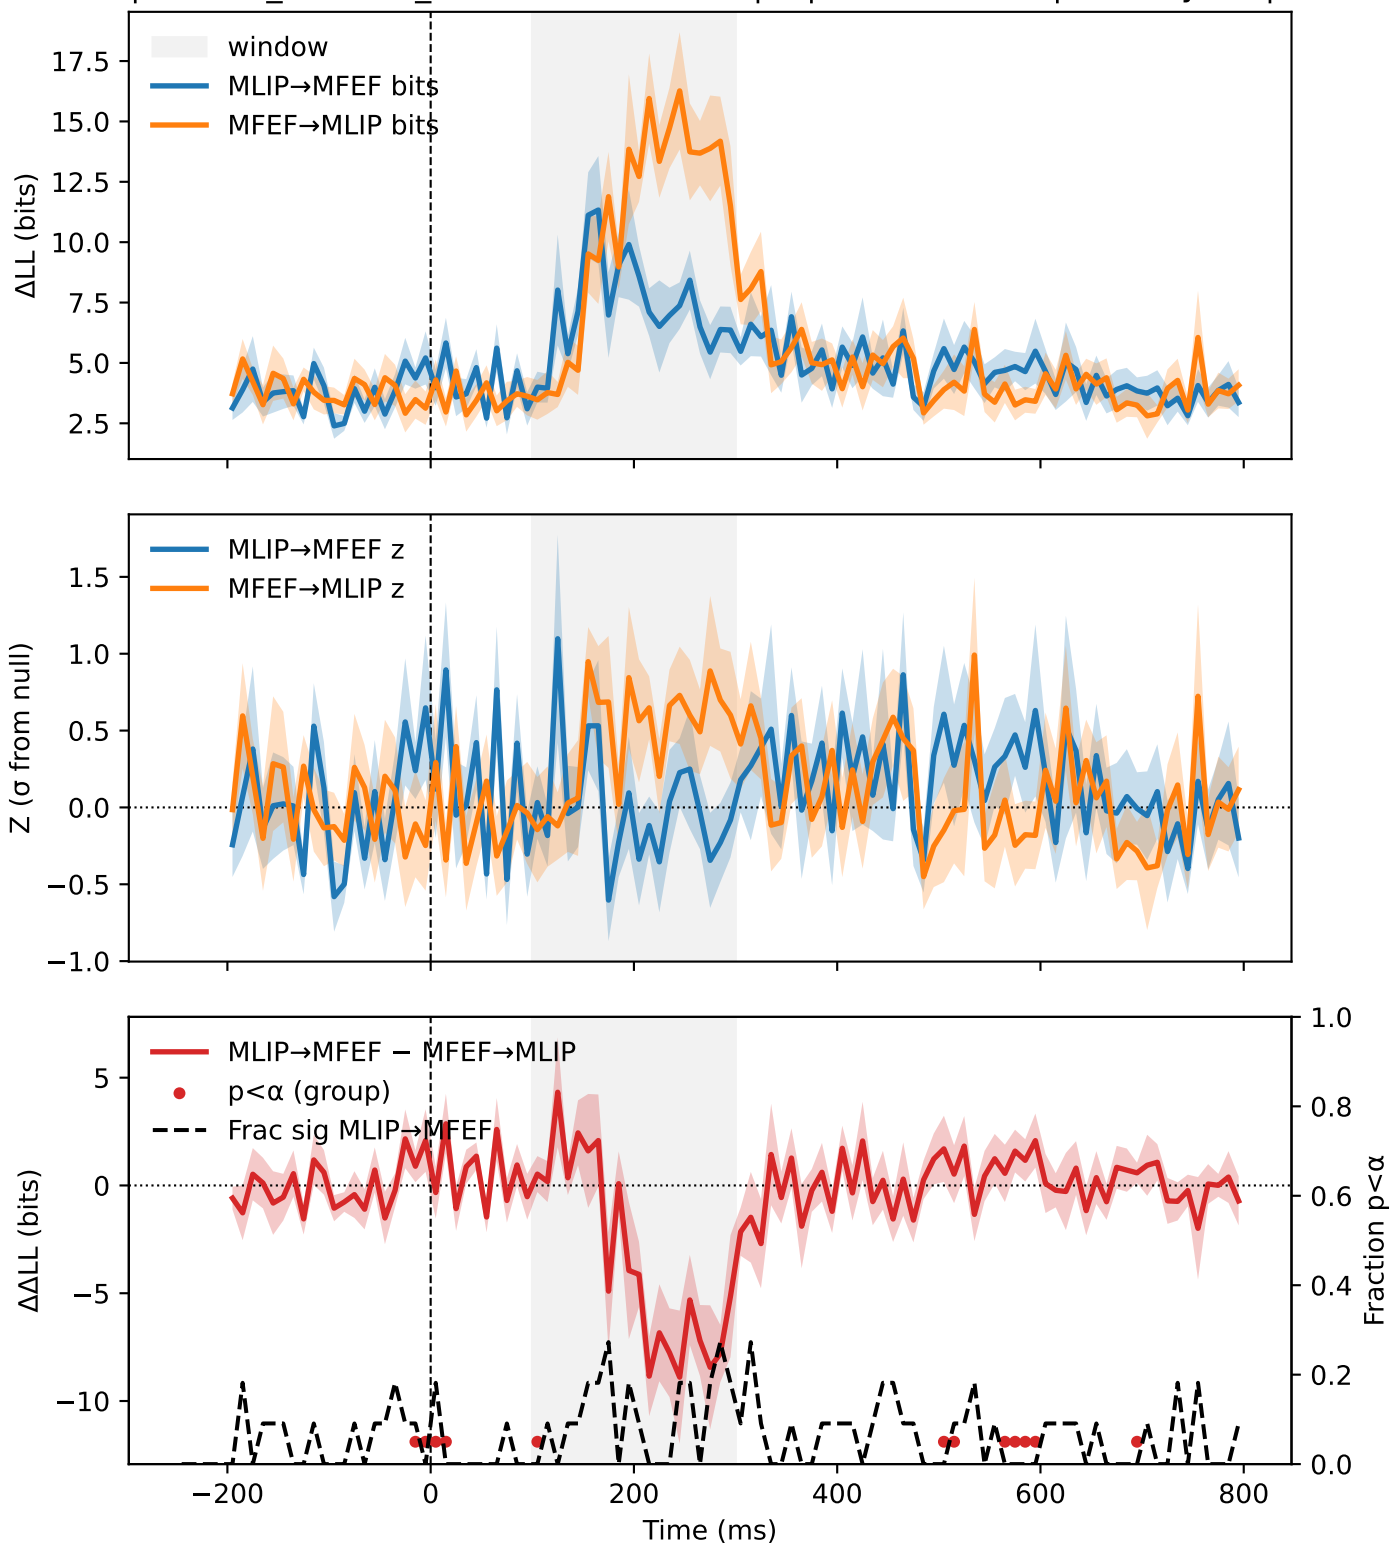 window
MLIP→MFEF bits
MFEF→MLIP bits
17.5
15.0
12.5
10.0
7.5
5.0
2.5
ΔLL (bits)
MLIP→MFEF z
MFEF→MLIP z
1.5
1.0
0.5
0.0
−0.5
−1.0
Z (σ from null)
MLIP→MFEF − MFEF→MLIP
p<α (group)
Frac sig MLIP→MFEF
5
0
−5
−10
ΔΔLL (bits)
1.0
0.8
0.6
0.4
0.2
0.0
Fraction p<α
−200 0 200 400 600 800
Time (ms)